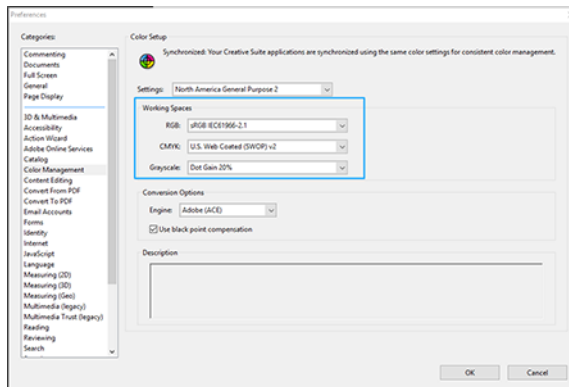 Preferences
Categories:
Commenting
Documents
Full Screen
General
Page Display
3D & Multimedia
Accessibility
Action Wizard
Adobe Online Services
Catalog
Color Management
Content Editing
Convert From PDF
Convert To PDF
Email Accounts
Forms
Identity
Internet
JavaScript
Language
Measuring (2D)
Measuring (3D)
Measuring (Geo)
Multimedia (legacy)
Multimedia Trust (legacy)
Reading
Reviewing
Search
Color Setup
Synchronized: Your Creative Suite applications are synchronized using the same color settings for consistent color management.
Settings: North America General Purpose 2
Working Spaces
RGB: sRGB IEC61966-2.1
CMYK: U.S. Web Coated (SWOP) v2
Grayscale: Dot Gain 20%
Conversion Options
Engine: Adobe (ACE)
Use black point compensation
Description
OK Cancel